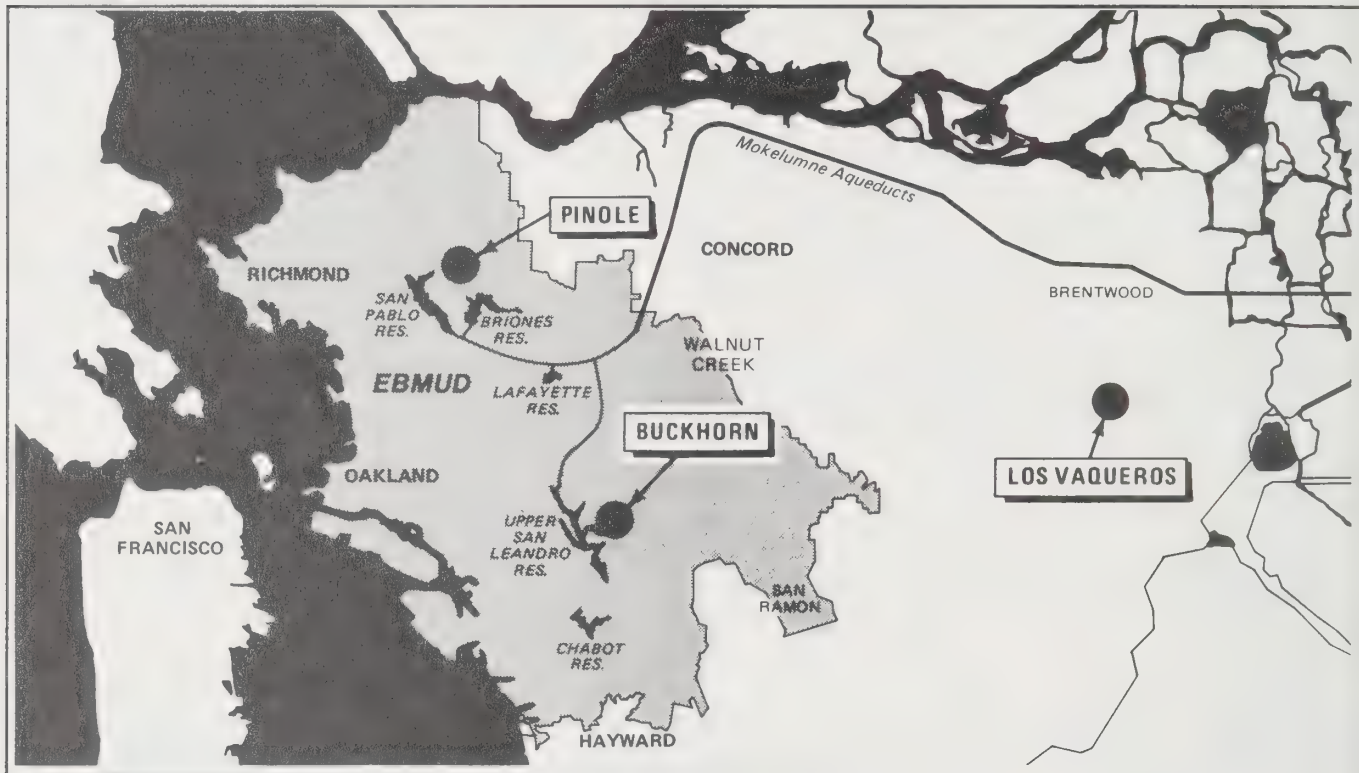 Mokelumne Aqueducts
PINOLE
CONCORD
RICHMOND
BRENTWOOD
SAN
PABLO
RES.
BRIONES
RES.
WALNUT
CREEK
EBMUD
LAFAYETTE
RES.
BUCKHORN
LOS VAQUEROS
OAKLAND
SAN
FRANCISCO
UPPER
SAN
LEANDRO
RES.
SAN
RAMON
CHABOT
RES.
HAYWARD